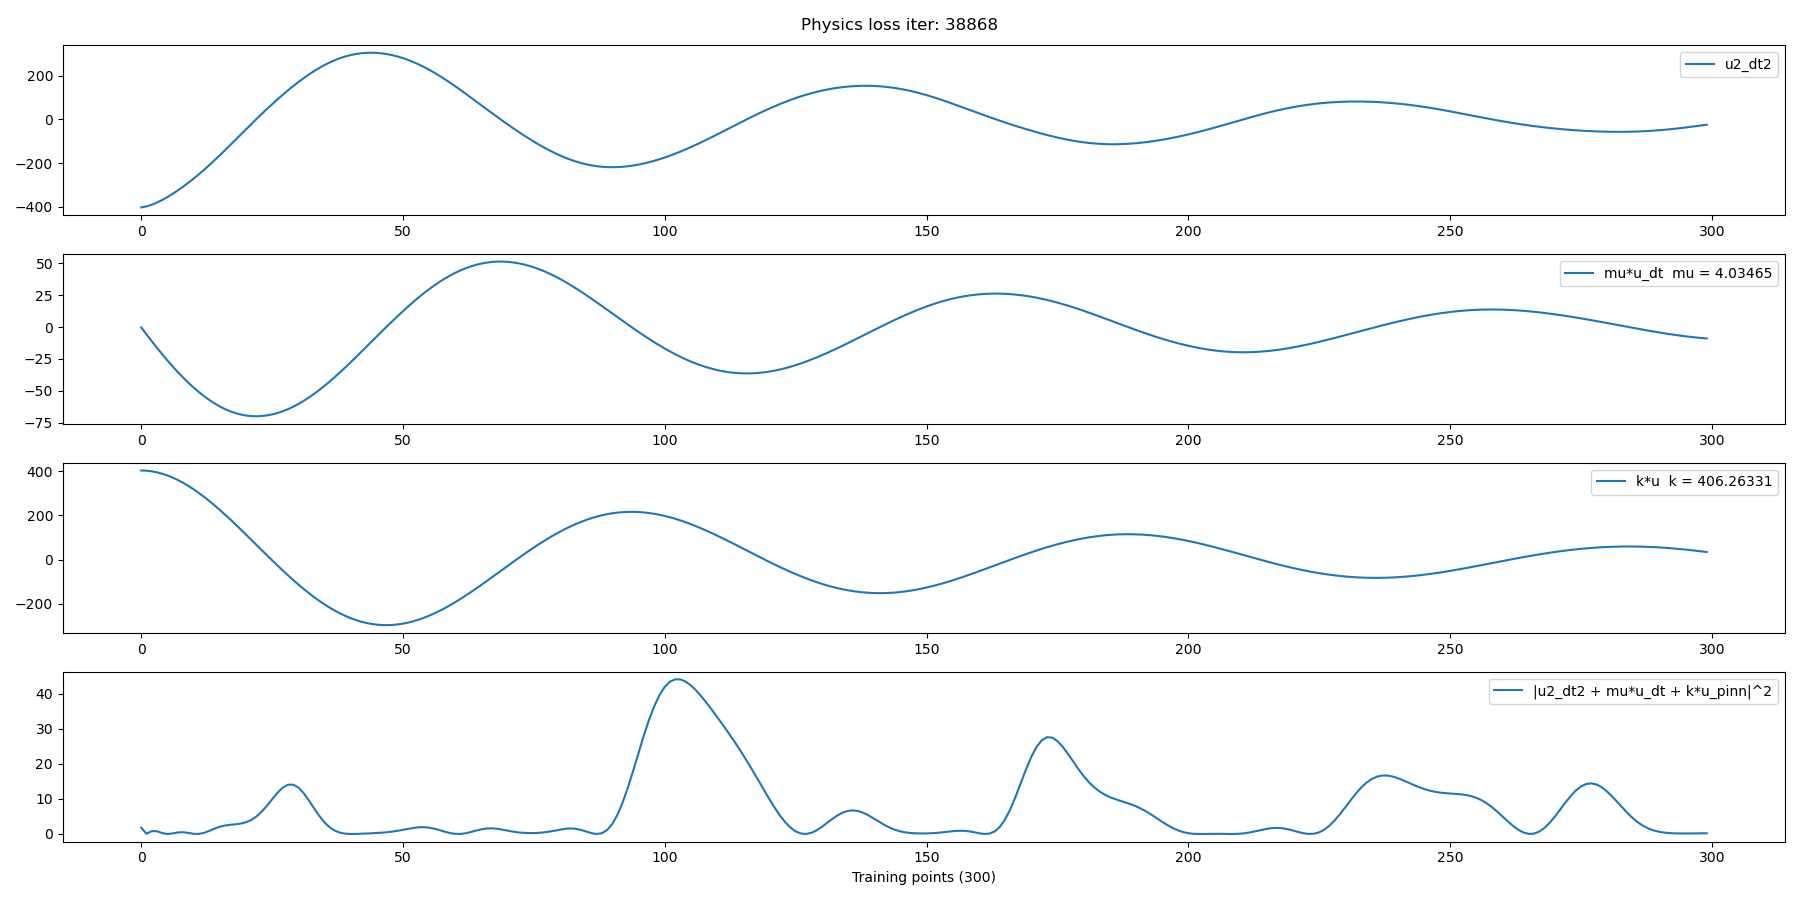 Physics loss iter: 38868
u2_dt2
200
0
−200
−400
0 50 100 150 200 250 300
mu*u_dt mu = 4.03465
50
25
0
−25
−50
−75
0 50 100 150 200 250 300
k*u k = 406.26331
400
200
0
−200
0 50 100 150 200 250 300
|u2_dt2 + mu*u_dt + k*u_pinn|^2
40
30
20
10
0
0 50 100 150 200 250 300
Training points (300)